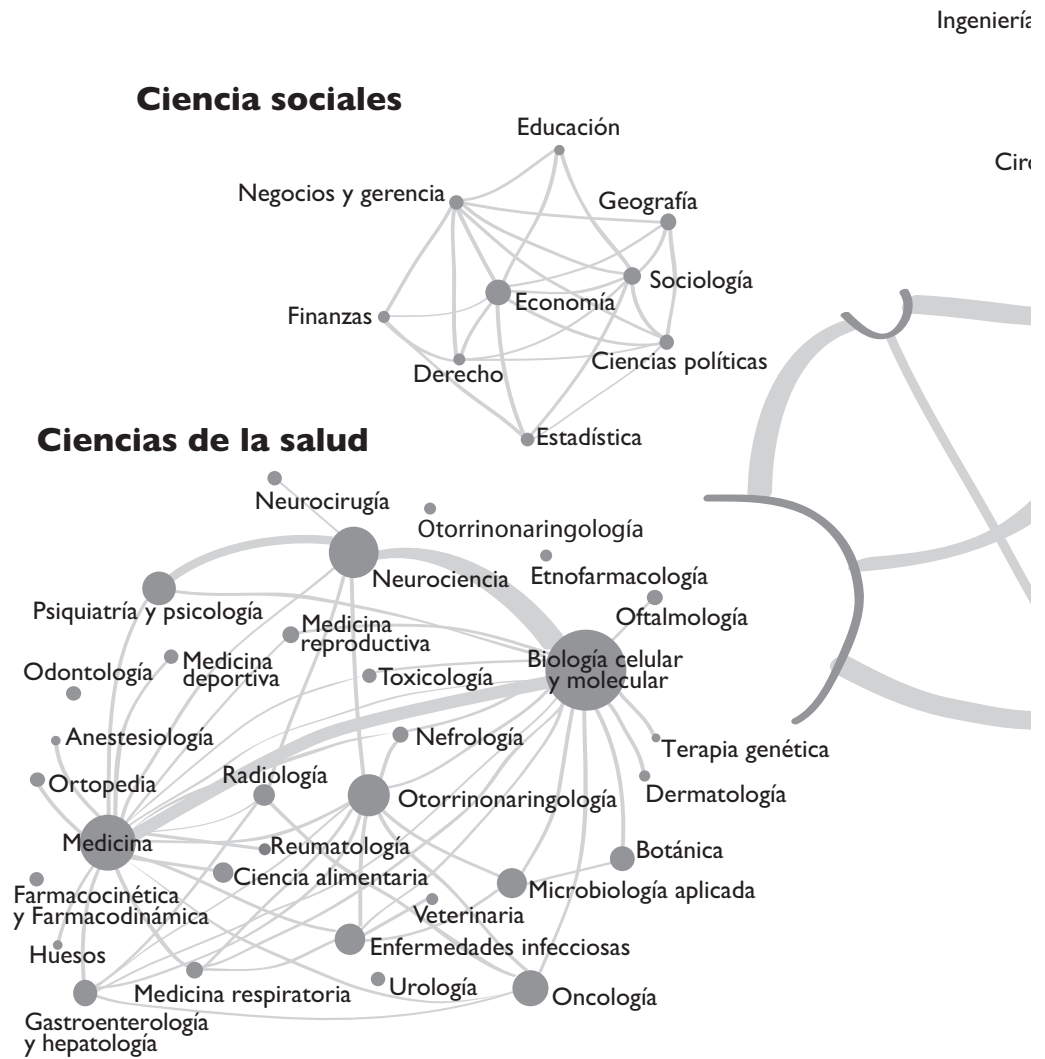 Ingeniería
Ciencia sociales
Educación
Circ
Negocios y gerencia
Geografía
Sociología
Economía
Finanzas
Ciencias políticas
Derecho
Estadística
Ciencias de la salud
Neurocirugía
Otorrinonaringología
Neurociencia
Etnofarmacología
Psiquiatría y psicología
Oftalmología
Medicina
reproductiva
Biología celular
y molecular
Odontología
Medicina
deportiva
Toxicología
Anestesiología
Nefrología
Terapia genética
Radiología
Ortopedia
Dermatología
Otorrinonaringología
Medicina
Reumatología
Botánica
Ciencia alimentaria
Microbiología aplicada
Farmacocinética
y Farmacodinámica
Veterinaria
Enfermedades infecciosas
Huesos
Urología
Medicina respiratoria
Oncología
Gastroenterología
y hepatología